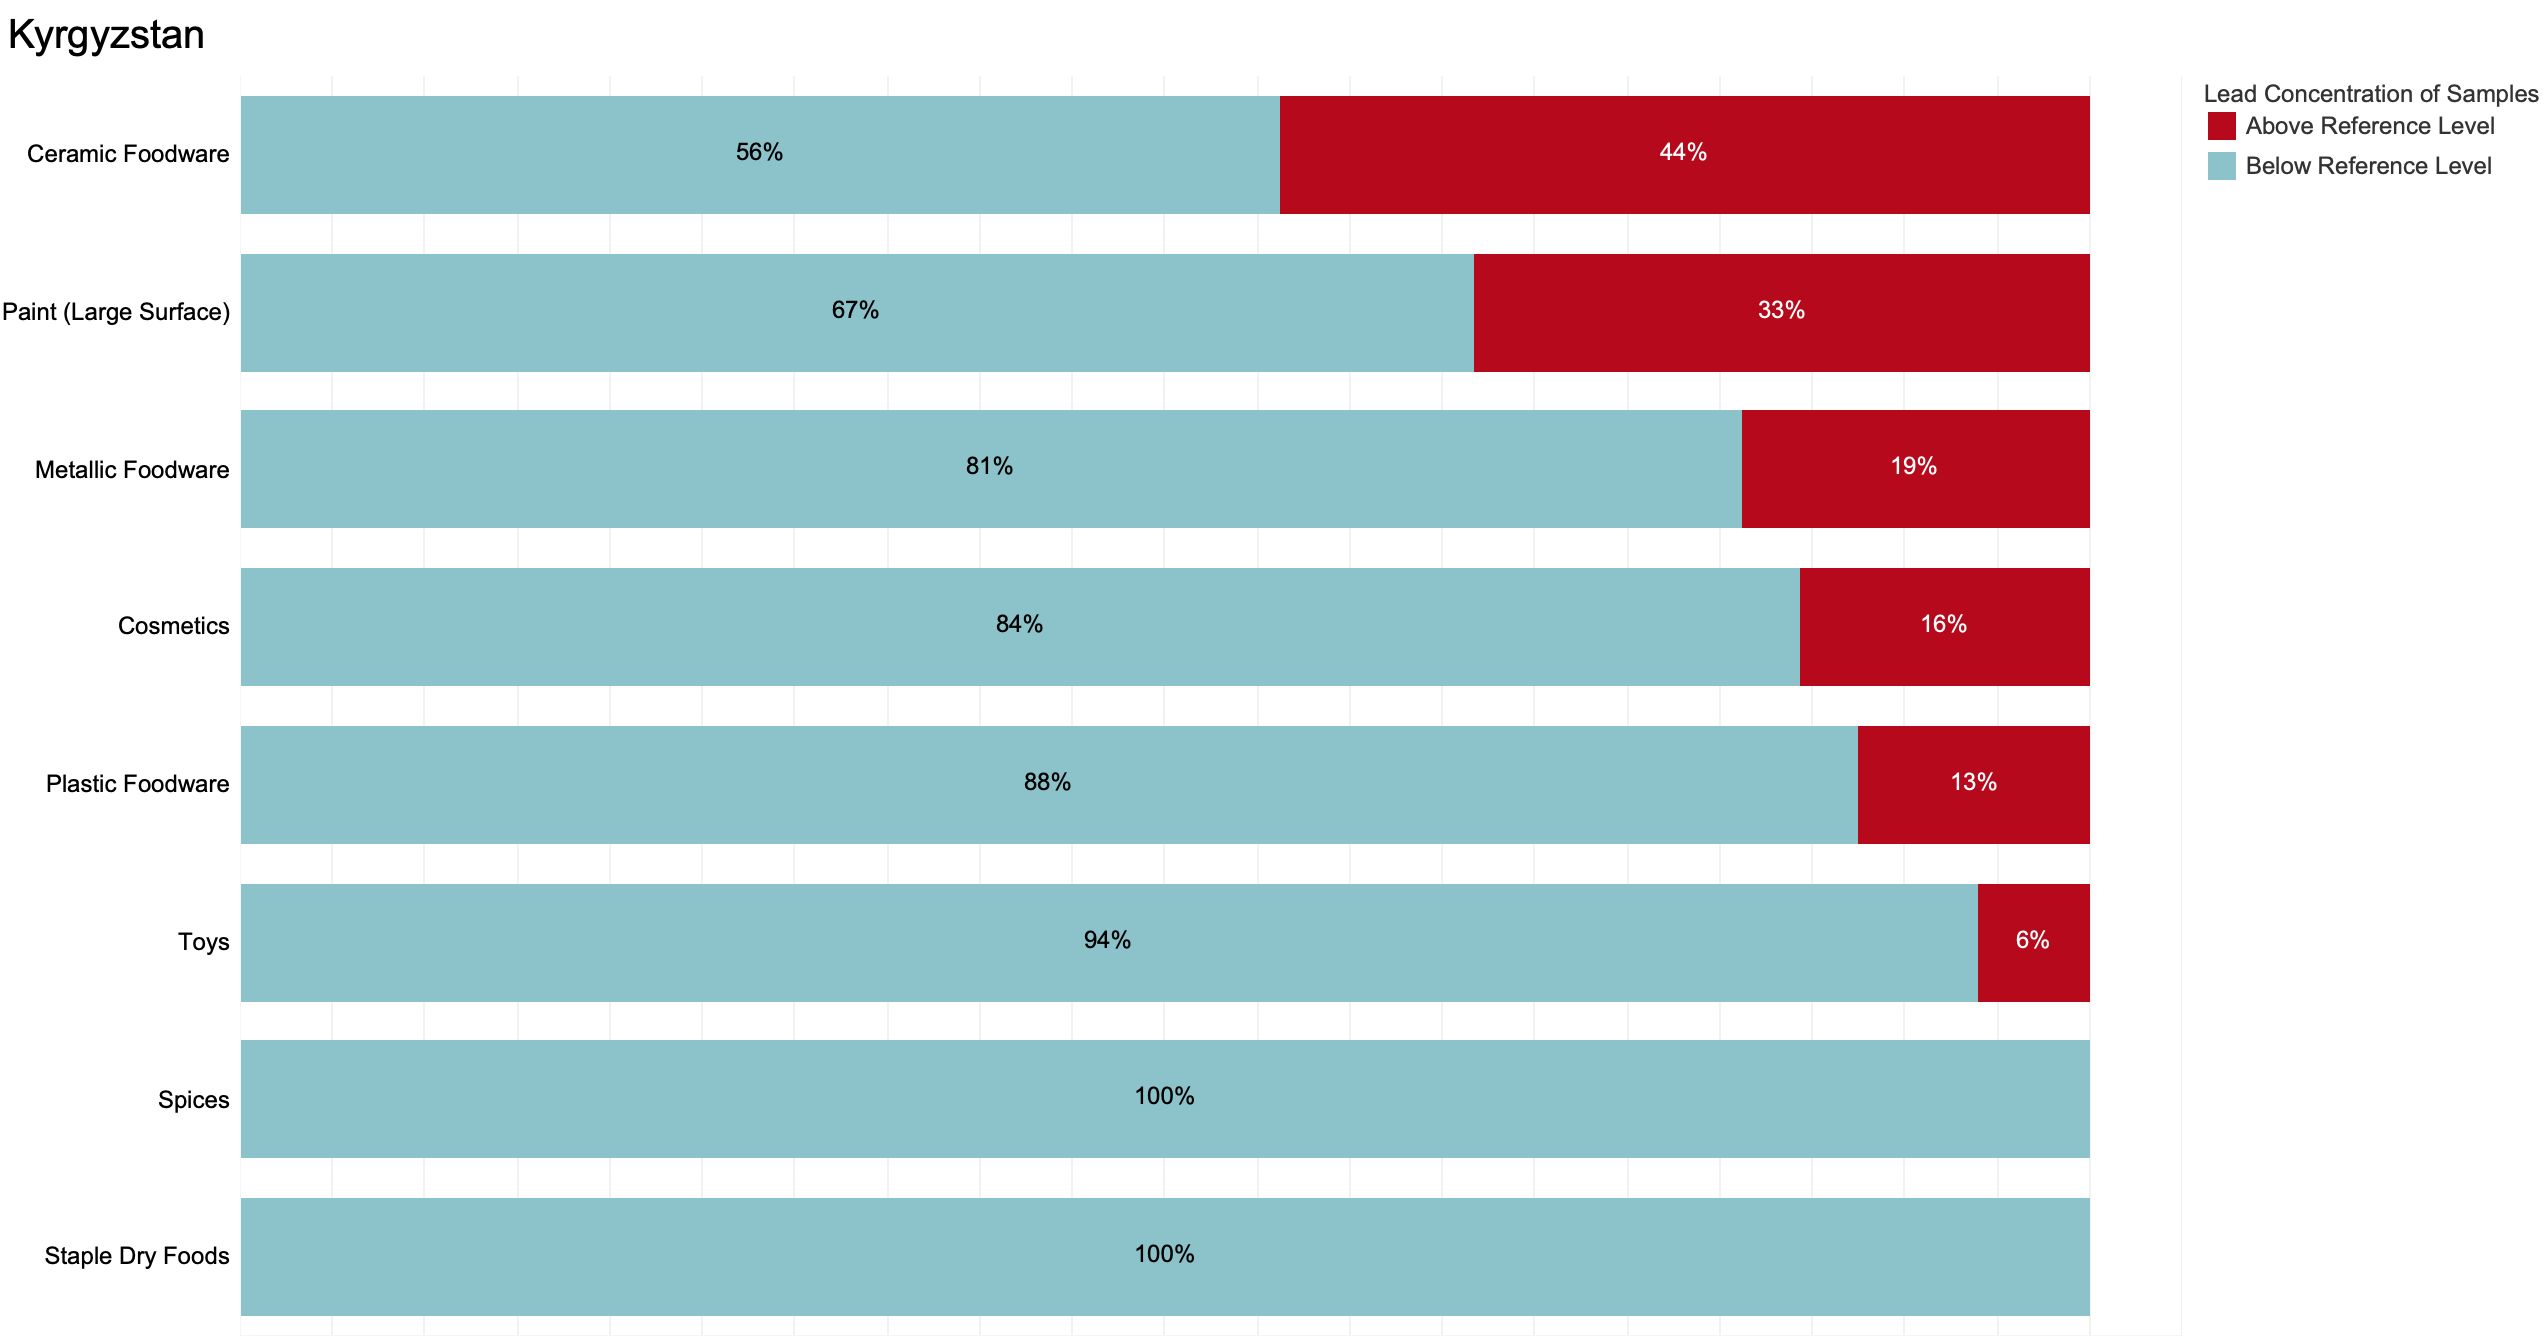 Kyrgyzstan
Lead Concentration of Samples
Above Reference Level
Below Reference Level
Ceramic Foodware 56% 44%
Paint (Large Surface) 67% 33%
Metallic Foodware 81% 19%
Cosmetics 84% 16%
Plastic Foodware 88% 13%
Toys 94% 6%
Spices 100%
Staple Dry Foods 100%